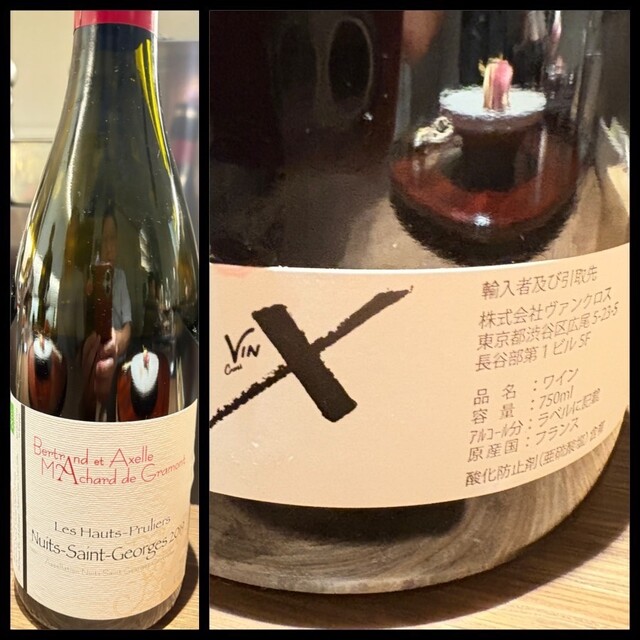 Bertrand et Axelle
MAchard de Gramont
Les Hauts-Pruliers
Nuits-Saint-Georges
Appellation Nuits-Saint-Georges
VIN
X
輸入者及び引取先
株式会社ヴァンクロス
東京都渋谷区広尾5-23-5
長谷部第1ビル5F
品名:ワイン
容量:750ml
アルコール分:ラベルに記載
原産国:フランス
酸化防止剤(亜硫酸塩)含有